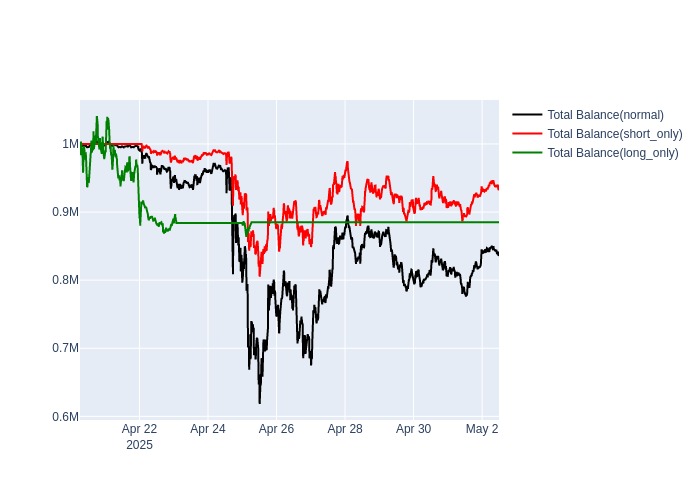 Total Balance(normal)
Total Balance(short_only)
Total Balance(long_only)
1M
0.9M
0.8M
0.7M
0.6M
Apr 22
2025
Apr 24
Apr 26
Apr 28
Apr 30
May 2